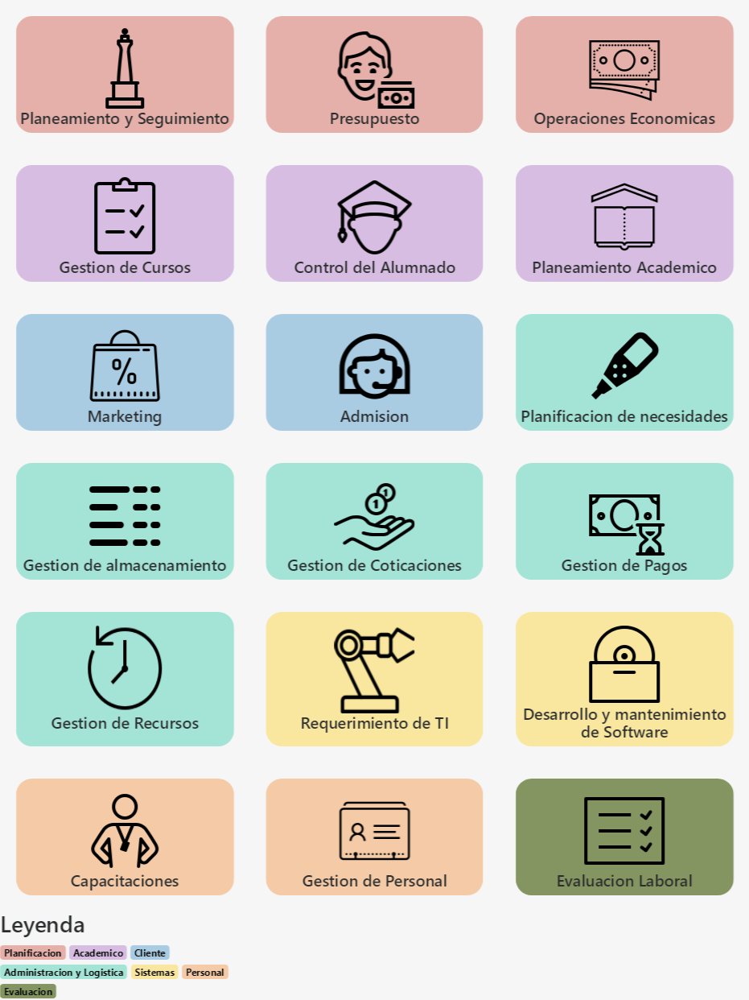 Planeamiento y Seguimiento
Presupuesto
Operaciones Economicas
Gestion de Cursos
Control del Alumnado
Planeamiento Academico
%
Marketing
Admision
Planificacion de necesidades
Gestion de almacenamiento
1 1
Gestion de Coticaciones
Gestion de Pagos
Gestion de Recursos
Requerimiento de TI
Desarrollo y mantenimiento
de Software
Capacitaciones
Gestion de Personal
Evaluacion Laboral
Leyenda
Planificacion Academico Cliente
Administracion y Logistica Sistemas Personal
Evaluacion